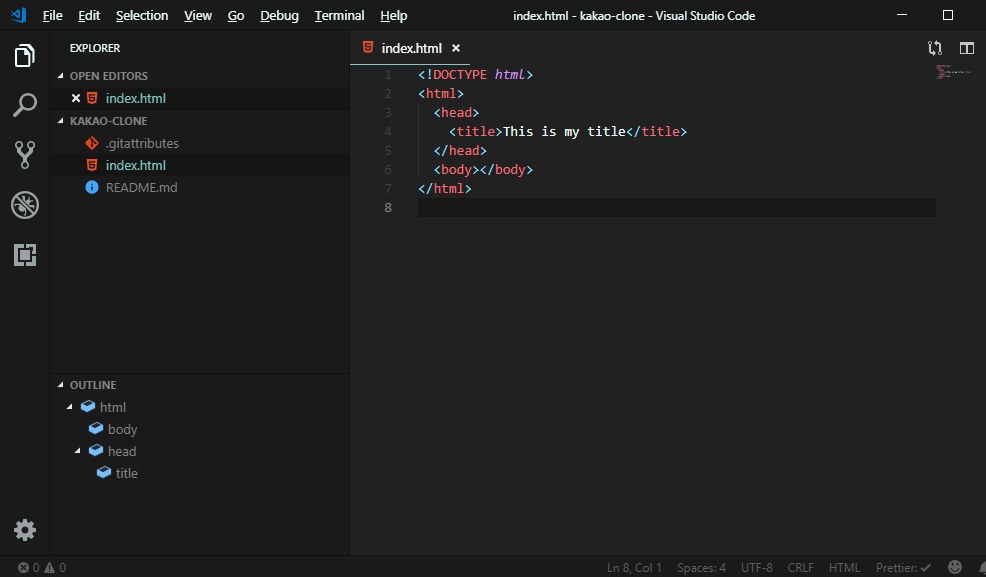 File Edit Selection View Go Debug Terminal Help index.html - kakao-clone - Visual Studio Code
EXPLORER
OPEN EDITORS
index.html
KAKAO-CLONE
.gitattributes
index.html
README.md
OUTLINE
html
body
head
title
index.html
1 <!DOCTYPE html>
2 <html>
3 <head>
4 <title>This is my title</title>
5 </head>
6 <body></body>
7 </html>
8
0 0 Ln 8, Col 1 Spaces: 4 UTF-8 CRLF HTML Prettier: ✓